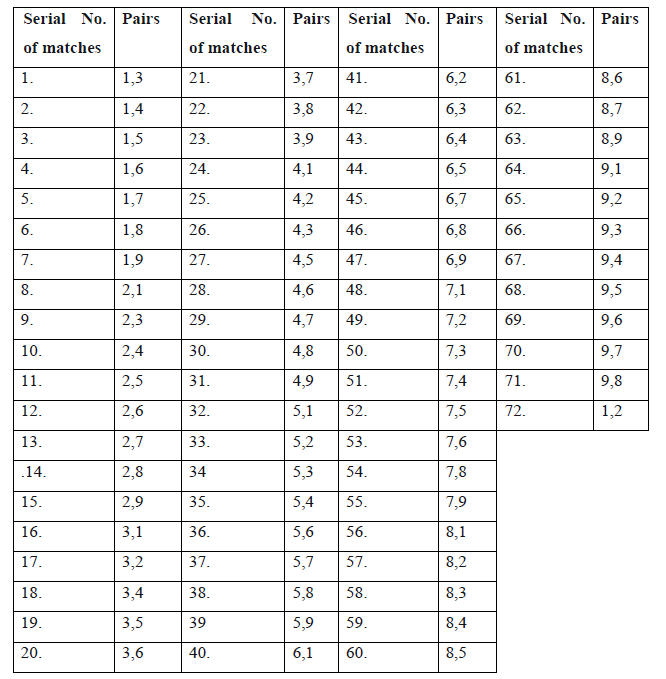 Serial No. of matches Pairs Serial No. of matches Pairs Serial No. of matches Pairs Serial No. of matches Pairs
1. 1,3 21. 3,7 41. 6,2 61. 8,6
2. 1,4 22. 3,8 42. 6,3 62. 8,7
3. 1,5 23. 3,9 43. 6,4 63. 8,9
4. 1,6 24. 4,1 44. 6,5 64. 9,1
5. 1,7 25. 4,2 45. 6,7 65. 9,2
6. 1,8 26. 4,3 46. 6,8 66. 9,3
7. 1,9 27. 4,5 47. 6,9 67. 9,4
8. 2,1 28. 4,6 48. 7,1 68. 9,5
9. 2,3 29. 4,7 49. 7,2 69. 9,6
10. 2,4 30. 4,8 50. 7,3 70. 9,7
11. 2,5 31. 4,9 51. 7,4 71. 9,8
12. 2,6 32. 5,1 52. 7,5 72. 1,2
13. 2,7 33. 5,2 53. 7,6
.14. 2,8 34 5,3 54. 7,8
15. 2,9 35. 5,4 55. 7,9
16. 3,1 36. 5,6 56. 8,1
17. 3,2 37. 5,7 57. 8,2
18. 3,4 38. 5,8 58. 8,3
19. 3,5 39 5,9 59. 8,4
20. 3,6 40. 6,1 60. 8,5